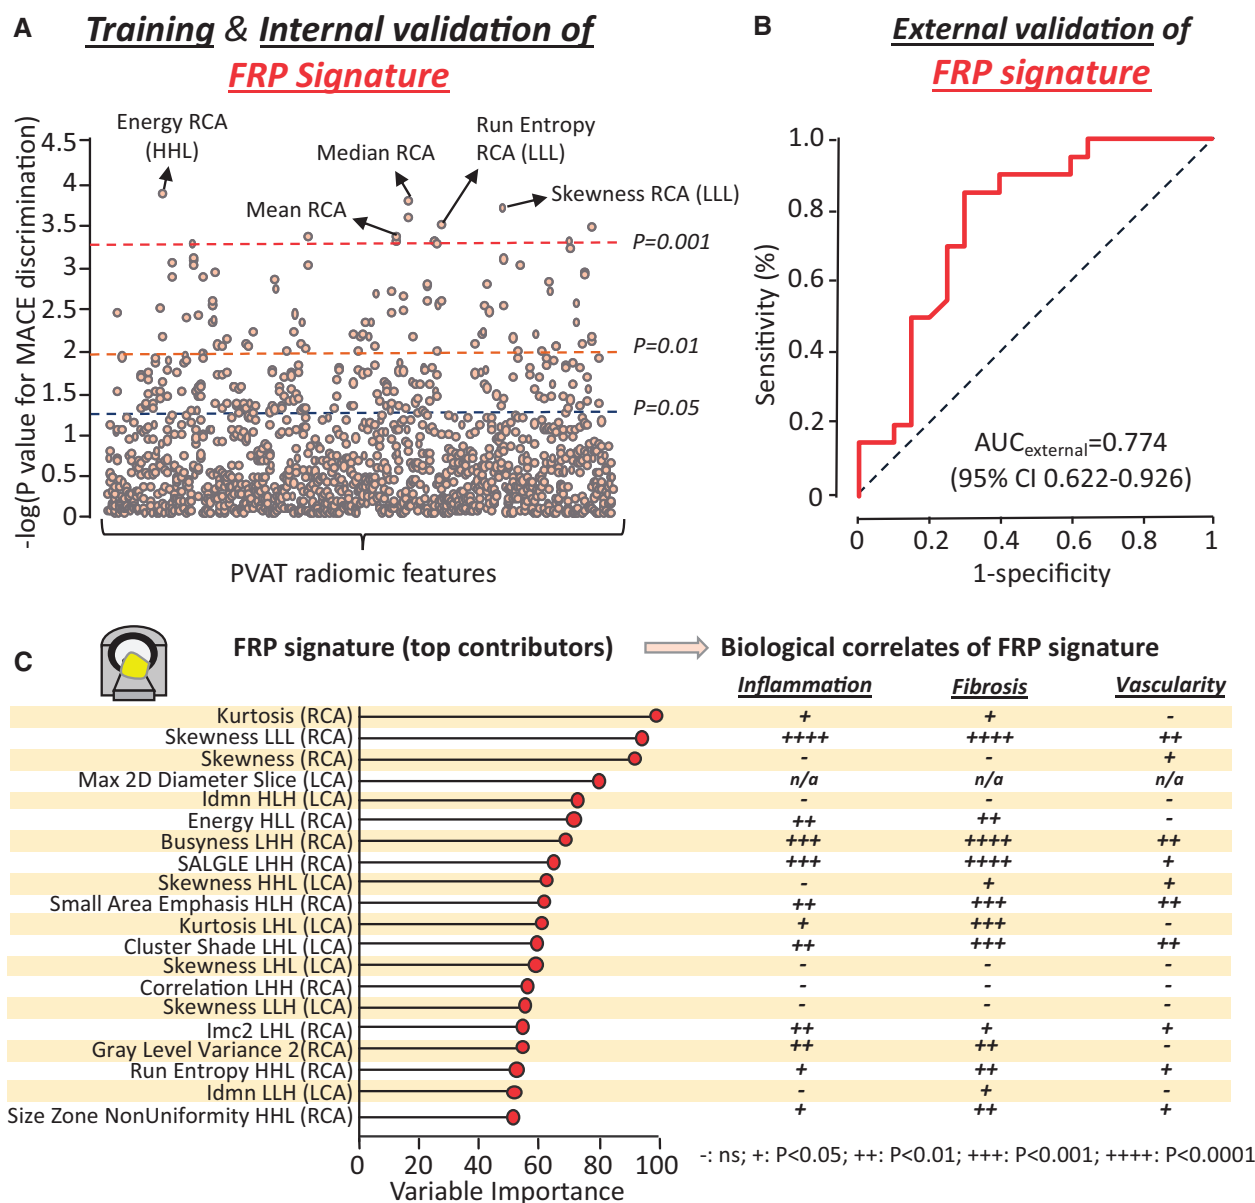 A
Training & Internal validation of
FRP Signature
-log(P value for MACE discrimination)
4.5
4
3.5
3
2.5
2
1.5
1
0.5
0
Energy RCA
(HHL)
Median RCA
Mean RCA
Run Entropy
RCA (LLL)
Skewness RCA (LLL)
P=0.001
P=0.01
P=0.05
PVAT radiomic features
B
External validation of
FRP signature
Sensitivity (%)
1.0
0.8
0.6
0.4
0.2
0
AUCexternal=0.774
(95% CI 0.622-0.926)
0 0.2 0.4 0.6 0.8 1
1-specificity
C
FRP signature (top contributors) Biological correlates of FRP signature
Inflammation Fibrosis Vascularity
Kurtosis (RCA) + + -
Skewness LLL (RCA) ++++ ++++ ++
Skewness (RCA) - - +
Max 2D Diameter Slice (LCA) n/a n/a n/a
Idmn HLH (LCA) - - -
Energy HLL (RCA) ++ ++ -
Busyness LHH (RCA) +++ ++++ ++
SALGLE LHH (RCA) +++ ++++ +
Skewness HHL (LCA) - + +
Small Area Emphasis HLH (RCA) ++ +++ ++
Kurtosis LHL (LCA) + +++ -
Cluster Shade LHL (LCA) ++ +++ ++
Skewness LHL (LCA) - - -
Correlation LHH (RCA) - - -
Skewness LLH (LCA) - - -
Imc2 LHL (RCA) ++ + +
Gray Level Variance 2(RCA) ++ ++ -
Run Entropy HHL (RCA) + ++ +
Idmn LLH (LCA) - + -
Size Zone NonUniformity HHL (RCA) + ++ +
0 20 40 60 80 100
Variable Importance
-: ns; +: P<0.05; ++: P<0.01; +++: P<0.001; ++++: P<0.0001